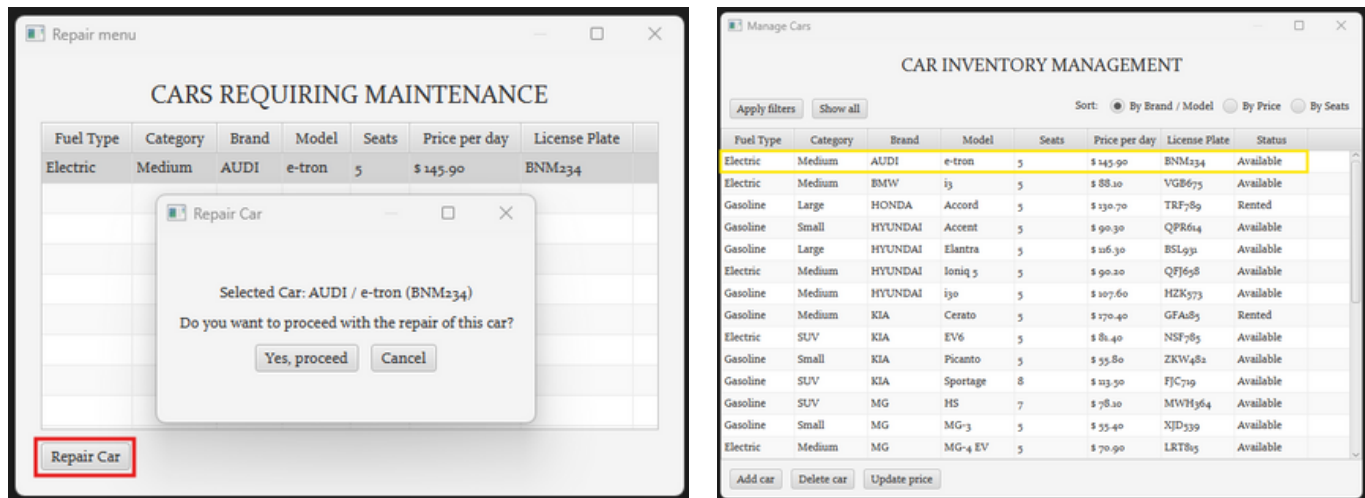 Repair menu
CARS REQUIRING MAINTENANCE
Fuel Type Category Brand Model Seats Price per day License Plate
Electric Medium AUDI e-tron 5 $ 145.90 BNM234
Repair Car
Selected Car: AUDI / e-tron (BNM234)
Do you want to proceed with the repair of this car?
Yes, proceed Cancel
Repair Car
Manage Cars
CAR INVENTORY MANAGEMENT
Apply filters Show all Sort: By Brand / Model By Price By Seats
Fuel Type Category Brand Model Seats Price per day License Plate Status
Electric Medium AUDI e-tron 5 $ 145.90 BNM234 Available
Electric Medium BMW i3 5 $ 88.10 VGB675 Available
Gasoline Large HONDA Accord 5 $ 130.70 TRF789 Rented
Gasoline Small HYUNDAI Accent 5 $ 90.30 QPR614 Available
Gasoline Large HYUNDAI Elantra 5 $ 116.30 BSL931 Available
Electric Medium HYUNDAI Ioniq 5 5 $ 90.20 QFJ658 Available
Gasoline Medium HYUNDAI i30 5 $ 107.60 HZK573 Available
Gasoline Medium KIA Cerato 5 $ 170.40 GFA185 Rented
Electric SUV KIA EV6 5 $ 81.40 NSF785 Available
Gasoline Small KIA Picanto 5 $ 55.80 ZKW482 Available
Gasoline SUV KIA Sportage 8 $ 113.50 FJC719 Available
Gasoline SUV MG HS 7 $ 78.10 MWH364 Available
Gasoline Small MG MG-3 5 $ 55.40 XJD539 Available
Electric Medium MG MG-4 EV 5 $ 70.90 LRT815 Available
Add car Delete car Update price